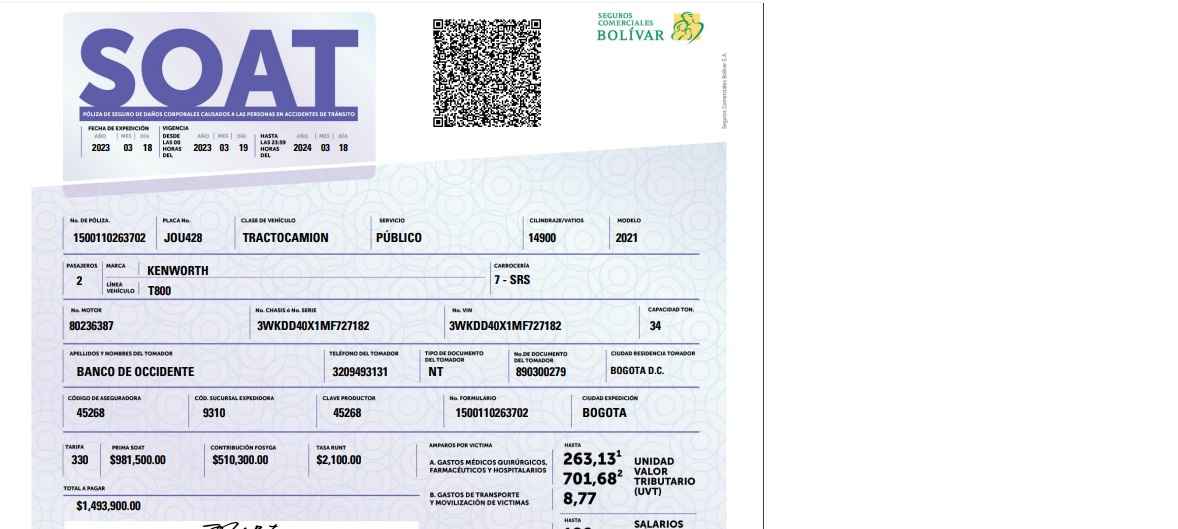 SOAT
PÓLIZA DE SEGURO DE DAÑOS CORPORALES CAUSADOS A LAS PERSONAS EN ACCIDENTES DE TRÁNSITO
SEGUROS
COMERCIALES
BOLÍVAR
Seguros Comerciales Bolívar S.A.
FECHA DE EXPEDICIÓN
AÑO MES DÍA
2023 03 18
VIGENCIA
DESDE LAS 00 HORAS DEL
AÑO MES DÍA
2023 03 19
HASTA LAS 23:59 HORAS DEL
AÑO MES DÍA
2024 03 18
No. DE PÓLIZA. PLACA No. CLASE DE VEHÍCULO SERVICIO CILINDRAJE/VATIOS MODELO
1500110263702 JOU428 TRACTOCAMION PÚBLICO 14900 2021
PASAJEROS MARCA KENWORTH CARROCERÍA
2 LÍNEA VEHÍCULO T800 7 - SRS
No. MOTOR No. CHASIS ó No. SERIE No. VIN CAPACIDAD TON.
80236387 3WKDD40X1MF727182 3WKDD40X1MF727182 34
APELLIDOS Y NOMBRES DEL TOMADOR TELÉFONO DEL TOMADOR TIPO DE DOCUMENTO DEL TOMADOR No.DE DOCUMENTO DEL TOMADOR CIUDAD RESIDENCIA TOMADOR
BANCO DE OCCIDENTE 3209493131 NT 890300279 BOGOTA D.C.
CÓDIGO DE ASEGURADORA CÓD. SUCURSAL EXPEDIDORA CLAVE PRODUCTOR No. FORMULARIO CIUDAD EXPEDICIÓN
45268 9310 45268 1500110263702 BOGOTA
TARIFA PRIMA SOAT CONTRIBUCIÓN FOSYGA TASA RUNT
330 $981,500.00 $510,300.00 $2,100.00
TOTAL A PAGAR
$1,493,900.00
AMPAROS POR VICTIMA HASTA
A. GASTOS MÉDICOS QUIRÚRGICOS,
FARMACÉUTICOS Y HOSPITALARIOS
263,13¹
701,68²
B. GASTOS DE TRANSPORTE
Y MOVILIZACIÓN DE VICTIMAS
8,77
UNIDAD
VALOR
TRIBUTARIO
(UVT)
HASTA
SALARIOS